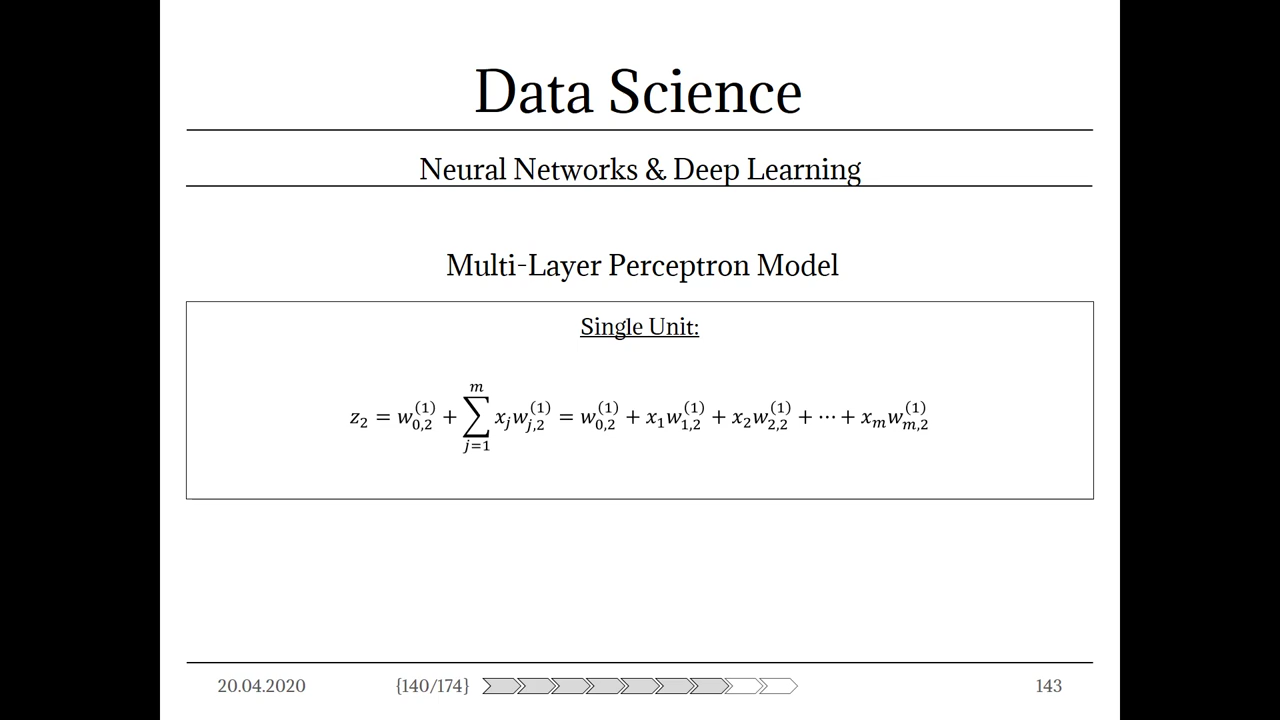 Data Science
Neural Networks & Deep Learning
Multi-Layer Perceptron Model
Single Unit:
$z_2 = w_{0,2}^{(1)} + \sum_{j=1}^{m} x_j w_{j,2}^{(1)} = w_{0,2}^{(1)} + x_1 w_{1,2}^{(1)} + x_2 w_{2,2}^{(1)} + \cdots + x_m w_{m,2}^{(1)}$
20.04.2020 {140/174} 143